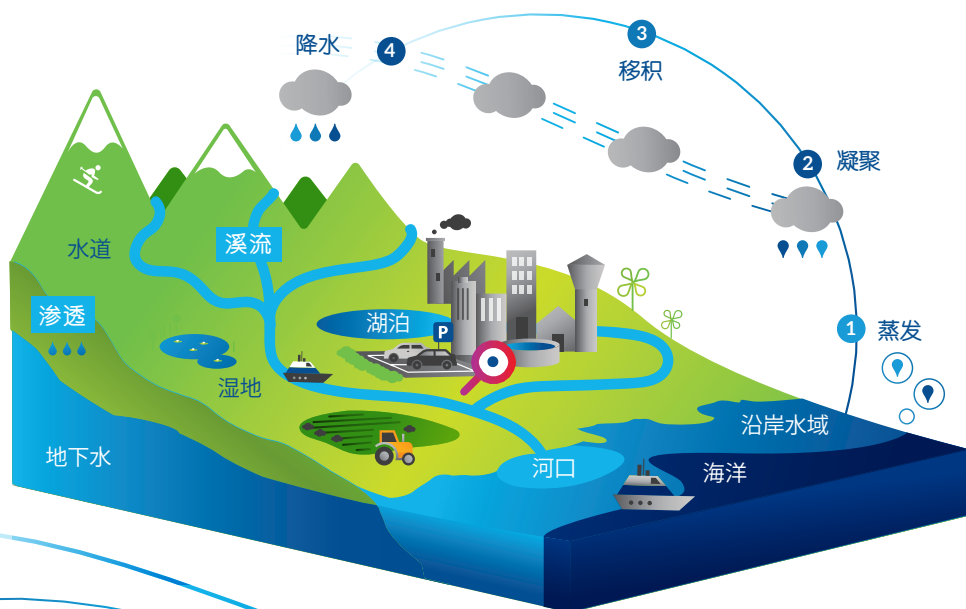 降水
4
3
移积
2
凝聚
水道
溪流
渗透
湖泊
P
1
蒸发
湿地
沿岸水域
地下水
河口
海洋